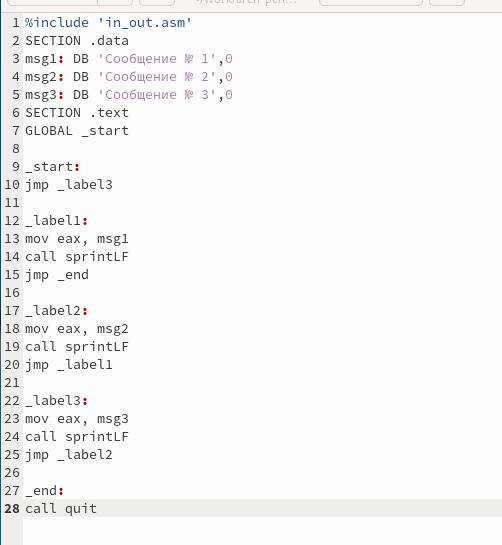 1 %include 'in_out.asm'
2 SECTION .data
3 msg1: DB 'Сообщение № 1',0
4 msg2: DB 'Сообщение № 2',0
5 msg3: DB 'Сообщение № 3',0
6 SECTION .text
7 GLOBAL _start
8
9 _start:
10 jmp _label3
11
12 _label1:
13 mov eax, msg1
14 call sprintLF
15 jmp _end
16
17 _label2:
18 mov eax, msg2
19 call sprintLF
20 jmp _label1
21
22 _label3:
23 mov eax, msg3
24 call sprintLF
25 jmp _label2
26
27 _end:
28 call quit